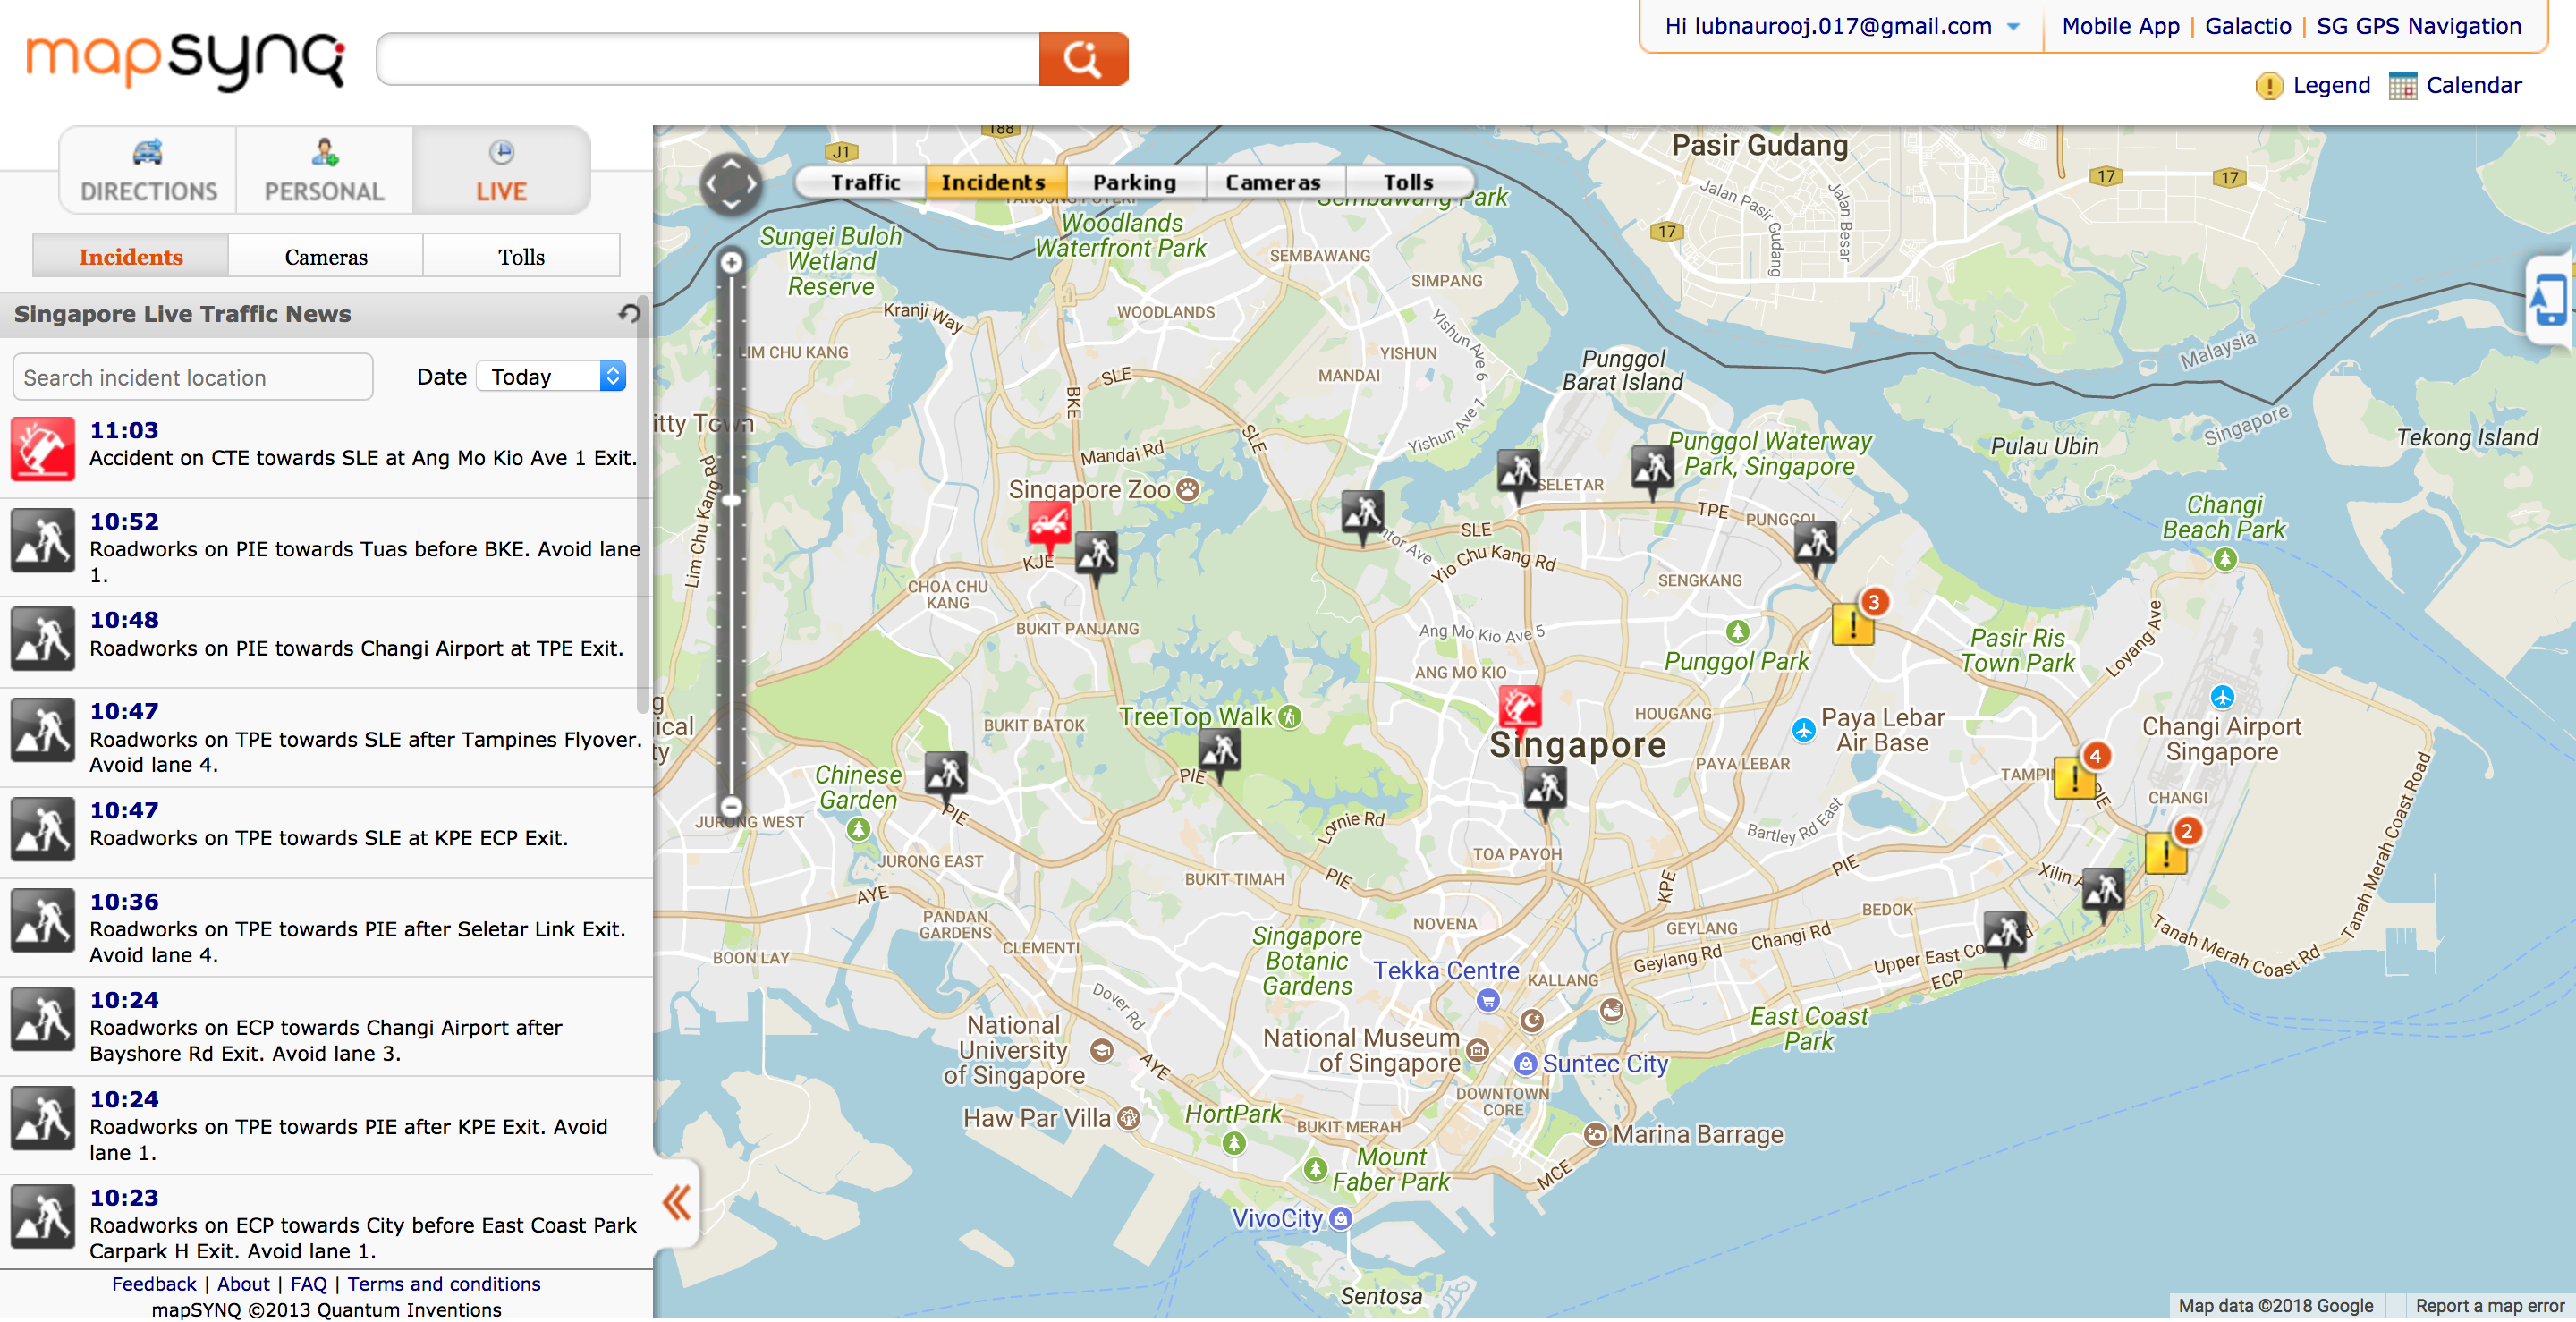 mapsynq
Hi lubnaurooj.017@gmail.com
Mobile App | Galactio | SG GPS Navigation
Legend
Calendar
DIRECTIONS
PERSONAL
LIVE
Incidents
Cameras
Tolls
Singapore Live Traffic News
Search incident location
Date
Today
11:03
Accident on CTE towards SLE at Ang Mo Kio Ave 1 Exit.
10:52
Roadworks on PIE towards Tuas before BKE. Avoid lane
1.
10:48
Roadworks on PIE towards Changi Airport at TPE Exit.
10:47
Roadworks on TPE towards SLE after Tampines Flyover.
Avoid lane 4.
10:47
Roadworks on TPE towards SLE at KPE ECP Exit.
10:36
Roadworks on TPE towards PIE after Seletar Link Exit.
Avoid lane 4.
10:24
Roadworks on ECP towards Changi Airport after
Bayshore Rd Exit. Avoid lane 3.
10:24
Roadworks on TPE towards PIE after KPE Exit. Avoid
lane 1.
10:23
Roadworks on ECP towards City before East Coast Park
Carpark H Exit. Avoid lane 1.
Feedback | About | FAQ | Terms and conditions
mapSYNQ ©2013 Quantum Inventions
Traffic
Incidents
Parking
Cameras
Tolls
188
J1
Pasir Gudang
Jalan Pasir Gudang
Jalan Besar
17
17
17
Sembawang Park
Woodlands
Waterfront Park
Sungei Buloh
Wetland
Reserve
SEMBAWANG
SIMPANG
Kranji Way
WOODLANDS
LIM CHU KANG
YISHUN
Yishun Ave 6
MANDAI
SLE
BKE
Punggol
Barat Island
Malaysia
Singapore
Yishun Ave 1
SLE
Mandai Rd
Punggol Waterway
Park, Singapore
Pulau Ubin
Tekong Island
Lim Chu Kang Rd
Singapore Zoo
SELETAR
Changi
Beach Park
TPE
PUNGGOL
SLE
KJE
Yio Chu Kang Rd
CHOA CHU
KANG
SENGKANG
BUKIT PANJANG
Ang Mo Kio Ave 5
3
Loyang Ave
Pasir Ris
Town Park
Punggol Park
ANG MO KIO
TreeTop Walk
BUKIT BATOK
HOUGANG
Paya Lebar
Air Base
Changi Airport
Singapore
Singapore
PAYA LEBAR
4
PIE
CHANGI
PIE
Chinese
Garden
PIE
JURONG WEST
Lornie Rd
Bartley Rd East
2
Tanah Merah Coast Road
JURONG EAST
TOA PAYOH
BUKIT TIMAH
PIE
PIE
KPE
AYE
BEDOK
PANDAN
GARDENS
NOVENA
GEYLANG
Changi Rd
CLEMENTI
Singapore
Botanic
Gardens
BOON LAY
Geylang Rd
Tanah Merah Coast Rd
Tekka Centre
KALLANG
ECP
Dover Rd
East Coast
Park
National
University
of Singapore
National Museum
of Singapore
Suntec City
AYE
DOWNTOWN
CORE
Haw Par Villa
HortPark
BUKIT MERAH
Marina Barrage
Mount
Faber Park
MCE
VivoCity
Sentosa
Map data ©2018 Google
Report a map error